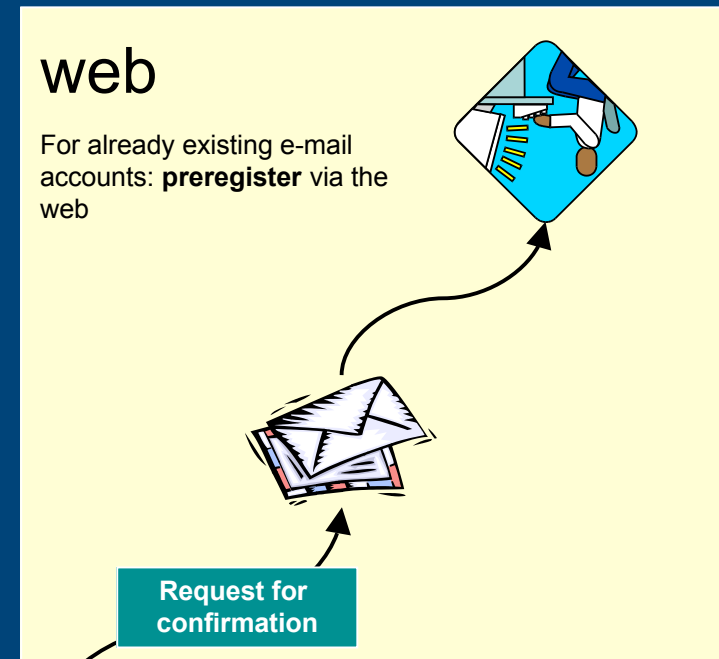 web
For already existing e-mail
accounts: preregister via the
web
Request for
confirmation